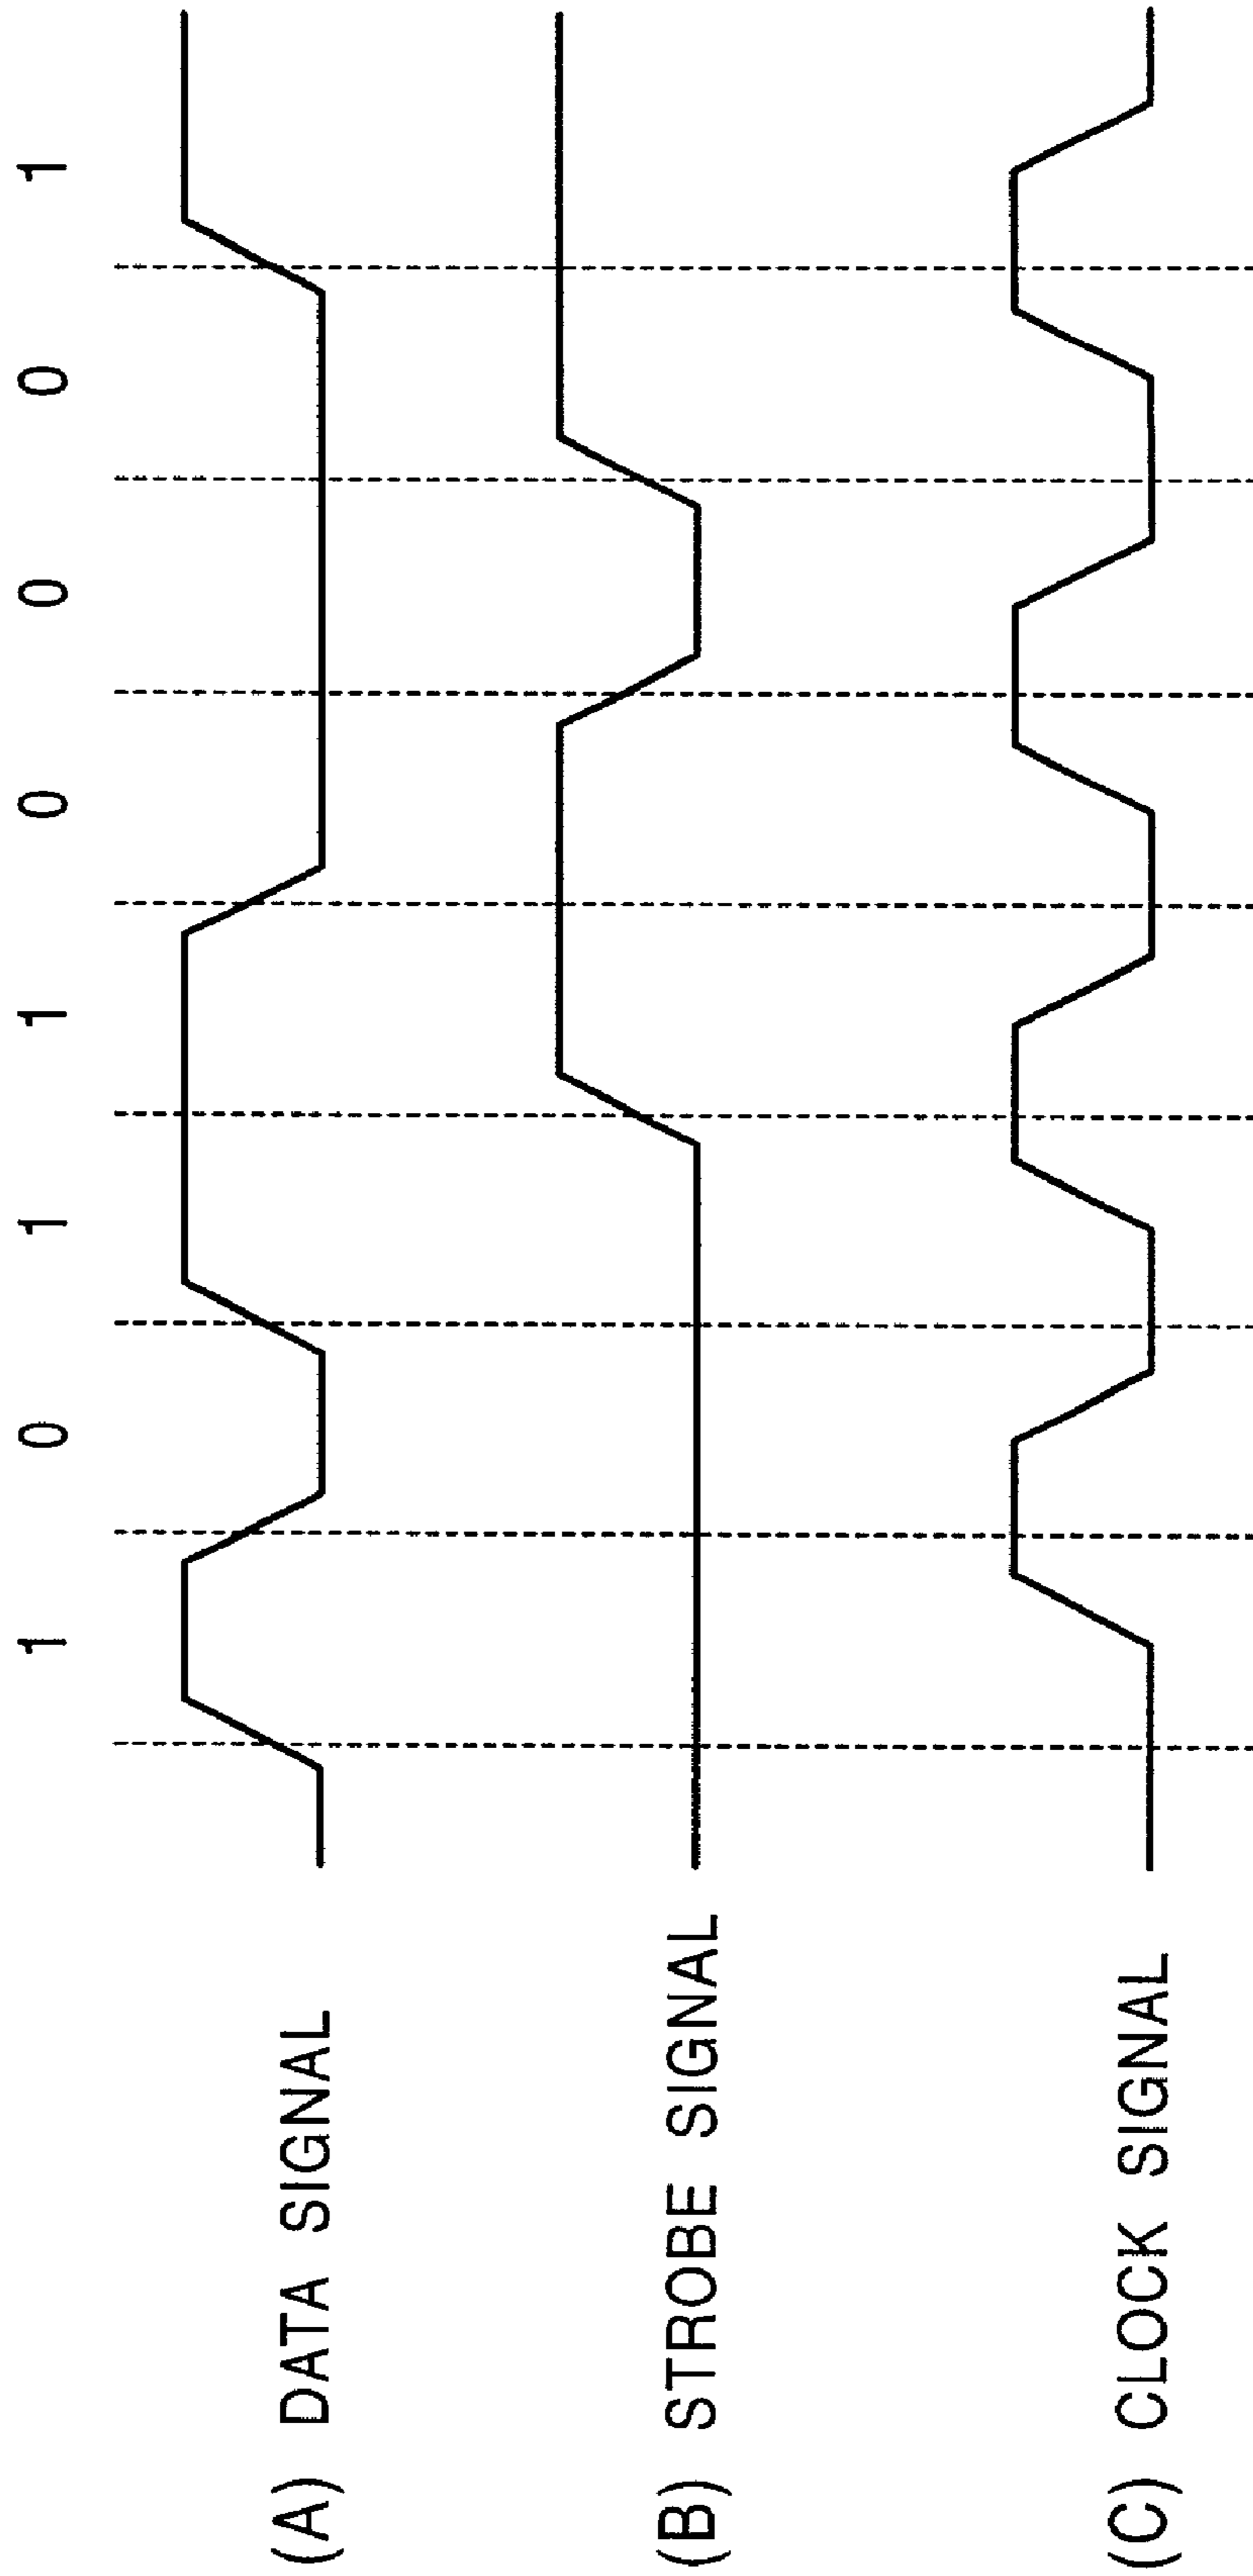 1 0 1 1 0 0 0 1
(A) DATA SIGNAL
(B) STROBE SIGNAL
(C) CLOCK SIGNAL